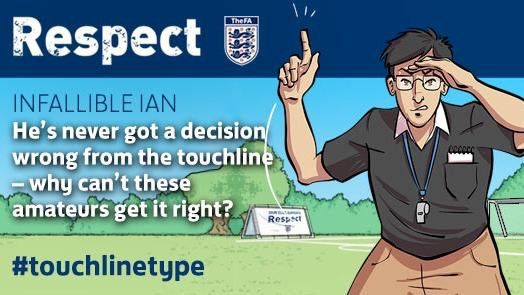 Respect
TheFA
INFALLIBLE IAN
He's never got a decision
wrong from the touchline
– why can't these
amateurs get it right?
Respect
#touchlinetype